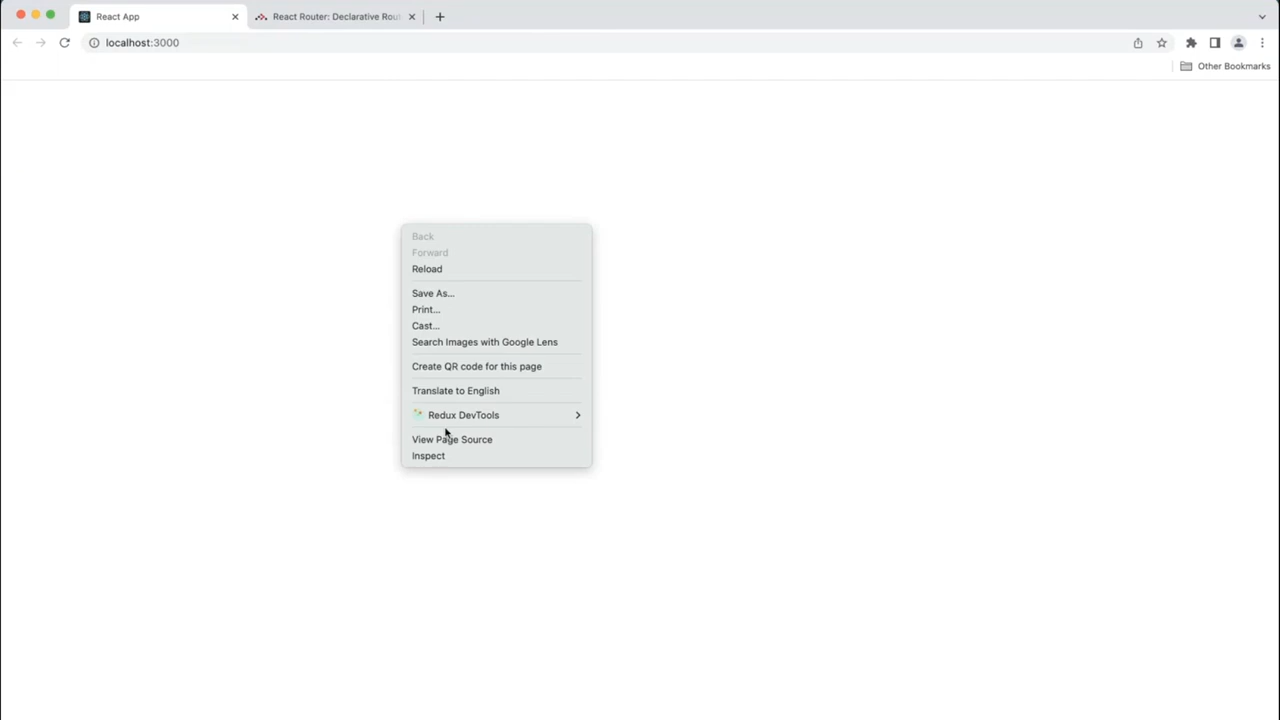 React App
React Router: Declarative Rout
localhost:3000
Other Bookmarks
Back
Forward
Reload
Save As...
Print...
Cast...
Search Images with Google Lens
Create QR code for this page
Translate to English
Redux DevTools
View Page Source
Inspect